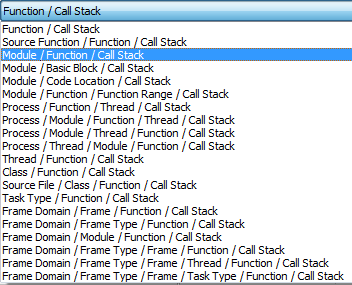 Function / Call Stack
Function / Call Stack
Source Function / Function / Call Stack
Module / Function / Call Stack
Module / Basic Block / Call Stack
Module / Code Location / Call Stack
Module / Function / Function Range / Call Stack
Process / Function / Thread / Call Stack
Process / Module / Function / Thread / Call Stack
Process / Module / Thread / Function / Call Stack
Process / Thread / Module / Function / Call Stack
Thread / Function / Call Stack
Class / Function / Call Stack
Source File / Class / Function / Call Stack
Task Type / Function / Call Stack
Frame Domain / Frame / Function / Call Stack
Frame Domain / Frame Type / Function / Call Stack
Frame Domain / Module / Function / Call Stack
Frame Domain / Frame Type / Frame / Function / Call Stack
Frame Domain / Frame Type / Frame / Thread / Function / Call Stack
Frame Domain / Frame Type / Frame / Task Type / Function / Call Stack